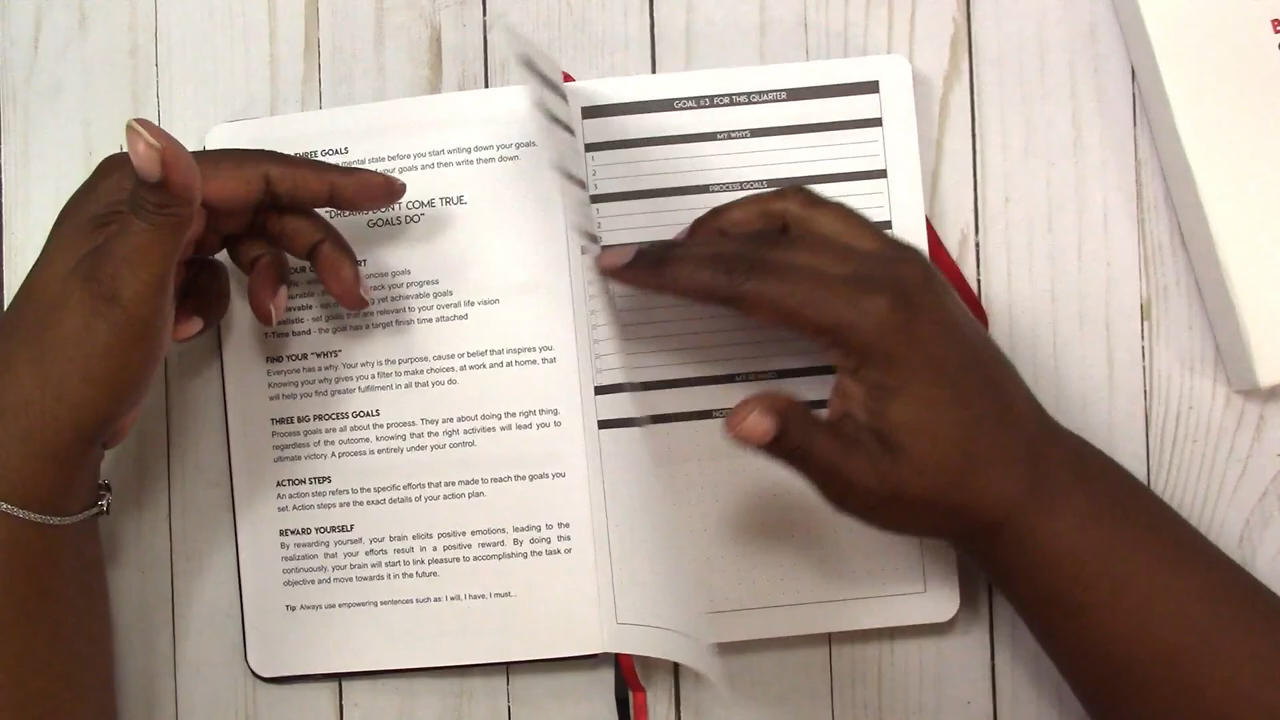 THREE GOALS
mental state before you start writing down your goals.
your goals and then write them down.
"DREAMS DON'T COME TRUE,
GOALS DO"
concise goals
track your progress
yet achievable goals
set goals that are relevant to your overall life vision
T-Time band - the goal has a target finish time attached
FIND YOUR "WHYS"
Everyone has a why. Your why is the purpose, cause or belief that inspires you.
Knowing your why gives you a filter to make choices, at work and at home, that
will help you find greater fulfillment in all that you do.
THREE BIG PROCESS GOALS
Process goals are all about the process. They are about doing the right thing,
regardless of the outcome, knowing that the right activities will lead you to
ultimate victory. A process is entirely under your control.
ACTION STEPS
An action step refers to the specific efforts that are made to reach the goals you
set. Action steps are the exact details of your action plan.
REWARD YOURSELF
By rewarding yourself, your brain elicits positive emotions, leading to the
realization that your efforts result in a positive reward. By doing this
continuously, your brain will start to link pleasure to accomplishing the task or
objective and move towards it in the future.
Tip: Always use empowering sentences such as: I will, I have, I must...
GOAL #3 FOR THIS QUARTER
MY WHYS
1
2
3
PROCESS GOALS
1
2
MY REWARD